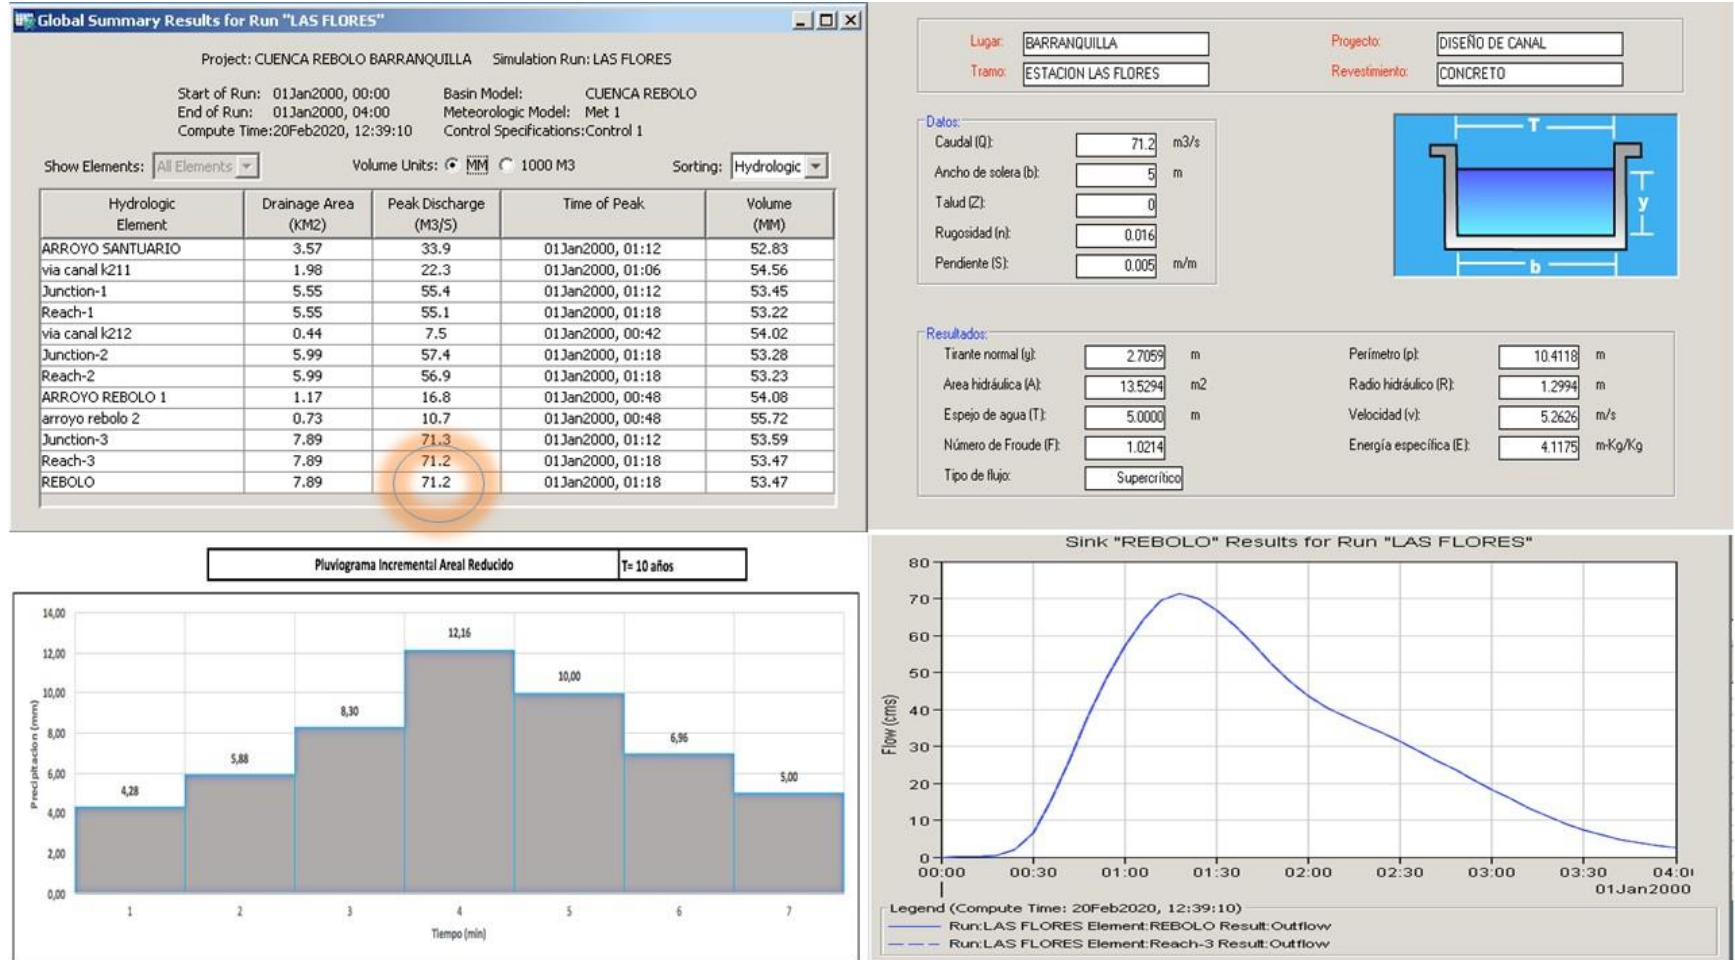 Global Summary Results for Run "LAS FLORES"
Project: CUENCA REBOLO BARRANQUILLA Simulation Run: LAS FLORES
Start of Run: 01Jan2000, 00:00 Basin Model: CUENCA REBOLO
End of Run: 01Jan2000, 04:00 Meteorologic Model: Met 1
Compute Time:20Feb2020, 12:39:10 Control Specifications:Control 1
Show Elements: All Elements Volume Units: MM 1000 M3 Sorting: Hydrologic
Hydrologic Drainage Area Peak Discharge Time of Peak Volume
Element (KM2) (M3/S) (MM)
ARROYO SANTUARIO 3.57 33.9 01Jan2000, 01:12 52.83
via canal k211 1.98 22.3 01Jan2000, 01:06 54.56
Junction-1 5.55 55.4 01Jan2000, 01:12 53.45
Reach-1 5.55 55.1 01Jan2000, 01:18 53.22
via canal k212 0.44 7.5 01Jan2000, 00:42 54.02
Junction-2 5.99 57.4 01Jan2000, 01:18 53.28
Reach-2 5.99 56.9 01Jan2000, 01:18 53.23
ARROYO REBOLO 1 1.17 16.8 01Jan2000, 00:48 54.08
arroyo rebolo 2 0.73 10.7 01Jan2000, 00:48 55.72
Junction-3 7.89 71.3 01Jan2000, 01:12 53.59
Reach-3 7.89 71.2 01Jan2000, 01:18 53.47
REBOLO 7.89 71.2 01Jan2000, 01:18 53.47
Lugar: BARRANQUILLA Proyecto: DISEÑO DE CANAL
Tramo: ESTACION LAS FLORES Revestimiento: CONCRETO
Datos:
Caudal (Q): 71.2 m3/s
Ancho de solera (b): 5 m
Talud (Z): 0
Rugosidad (n): 0.016
Pendiente (S): 0.005 m/m
T
y
b
Resultados:
Tirante normal (y): 2.7059 m Perímetro (p): 10.4118 m
Area hidráulica (A): 13.5294 m2 Radio hidráulico (R): 1.2994 m
Espejo de agua (T): 5.0000 m Velocidad (v): 5.2626 m/s
Número de Froude (F): 1.0214 Energía específica (E): 4.1175 m-Kg/Kg
Tipo de flujo: Supercrítico
Pluviograma Incremental Areal Reducido T= 10 años
14,00
12,00
10,00
8,00
6,00
4,00
2,00
0,00
Precipitacion (mm)
4,28
5,88
8,30
12,16
10,00
6,96
5,00
1 2 3 4 5 6 7
Tiempo (min)
Sink "REBOLO" Results for Run "LAS FLORES"
80
70
60
50
40
30
20
10
0
Flow (cms)
00:00 00:30 01:00 01:30 02:00 02:30 03:00 03:30 04:0
01Jan2000
Legend (Compute Time: 20Feb2020, 12:39:10)
Run:LAS FLORES Element:REBOLO Result:Outflow
Run:LAS FLORES Element:Reach-3 Result:Outflow